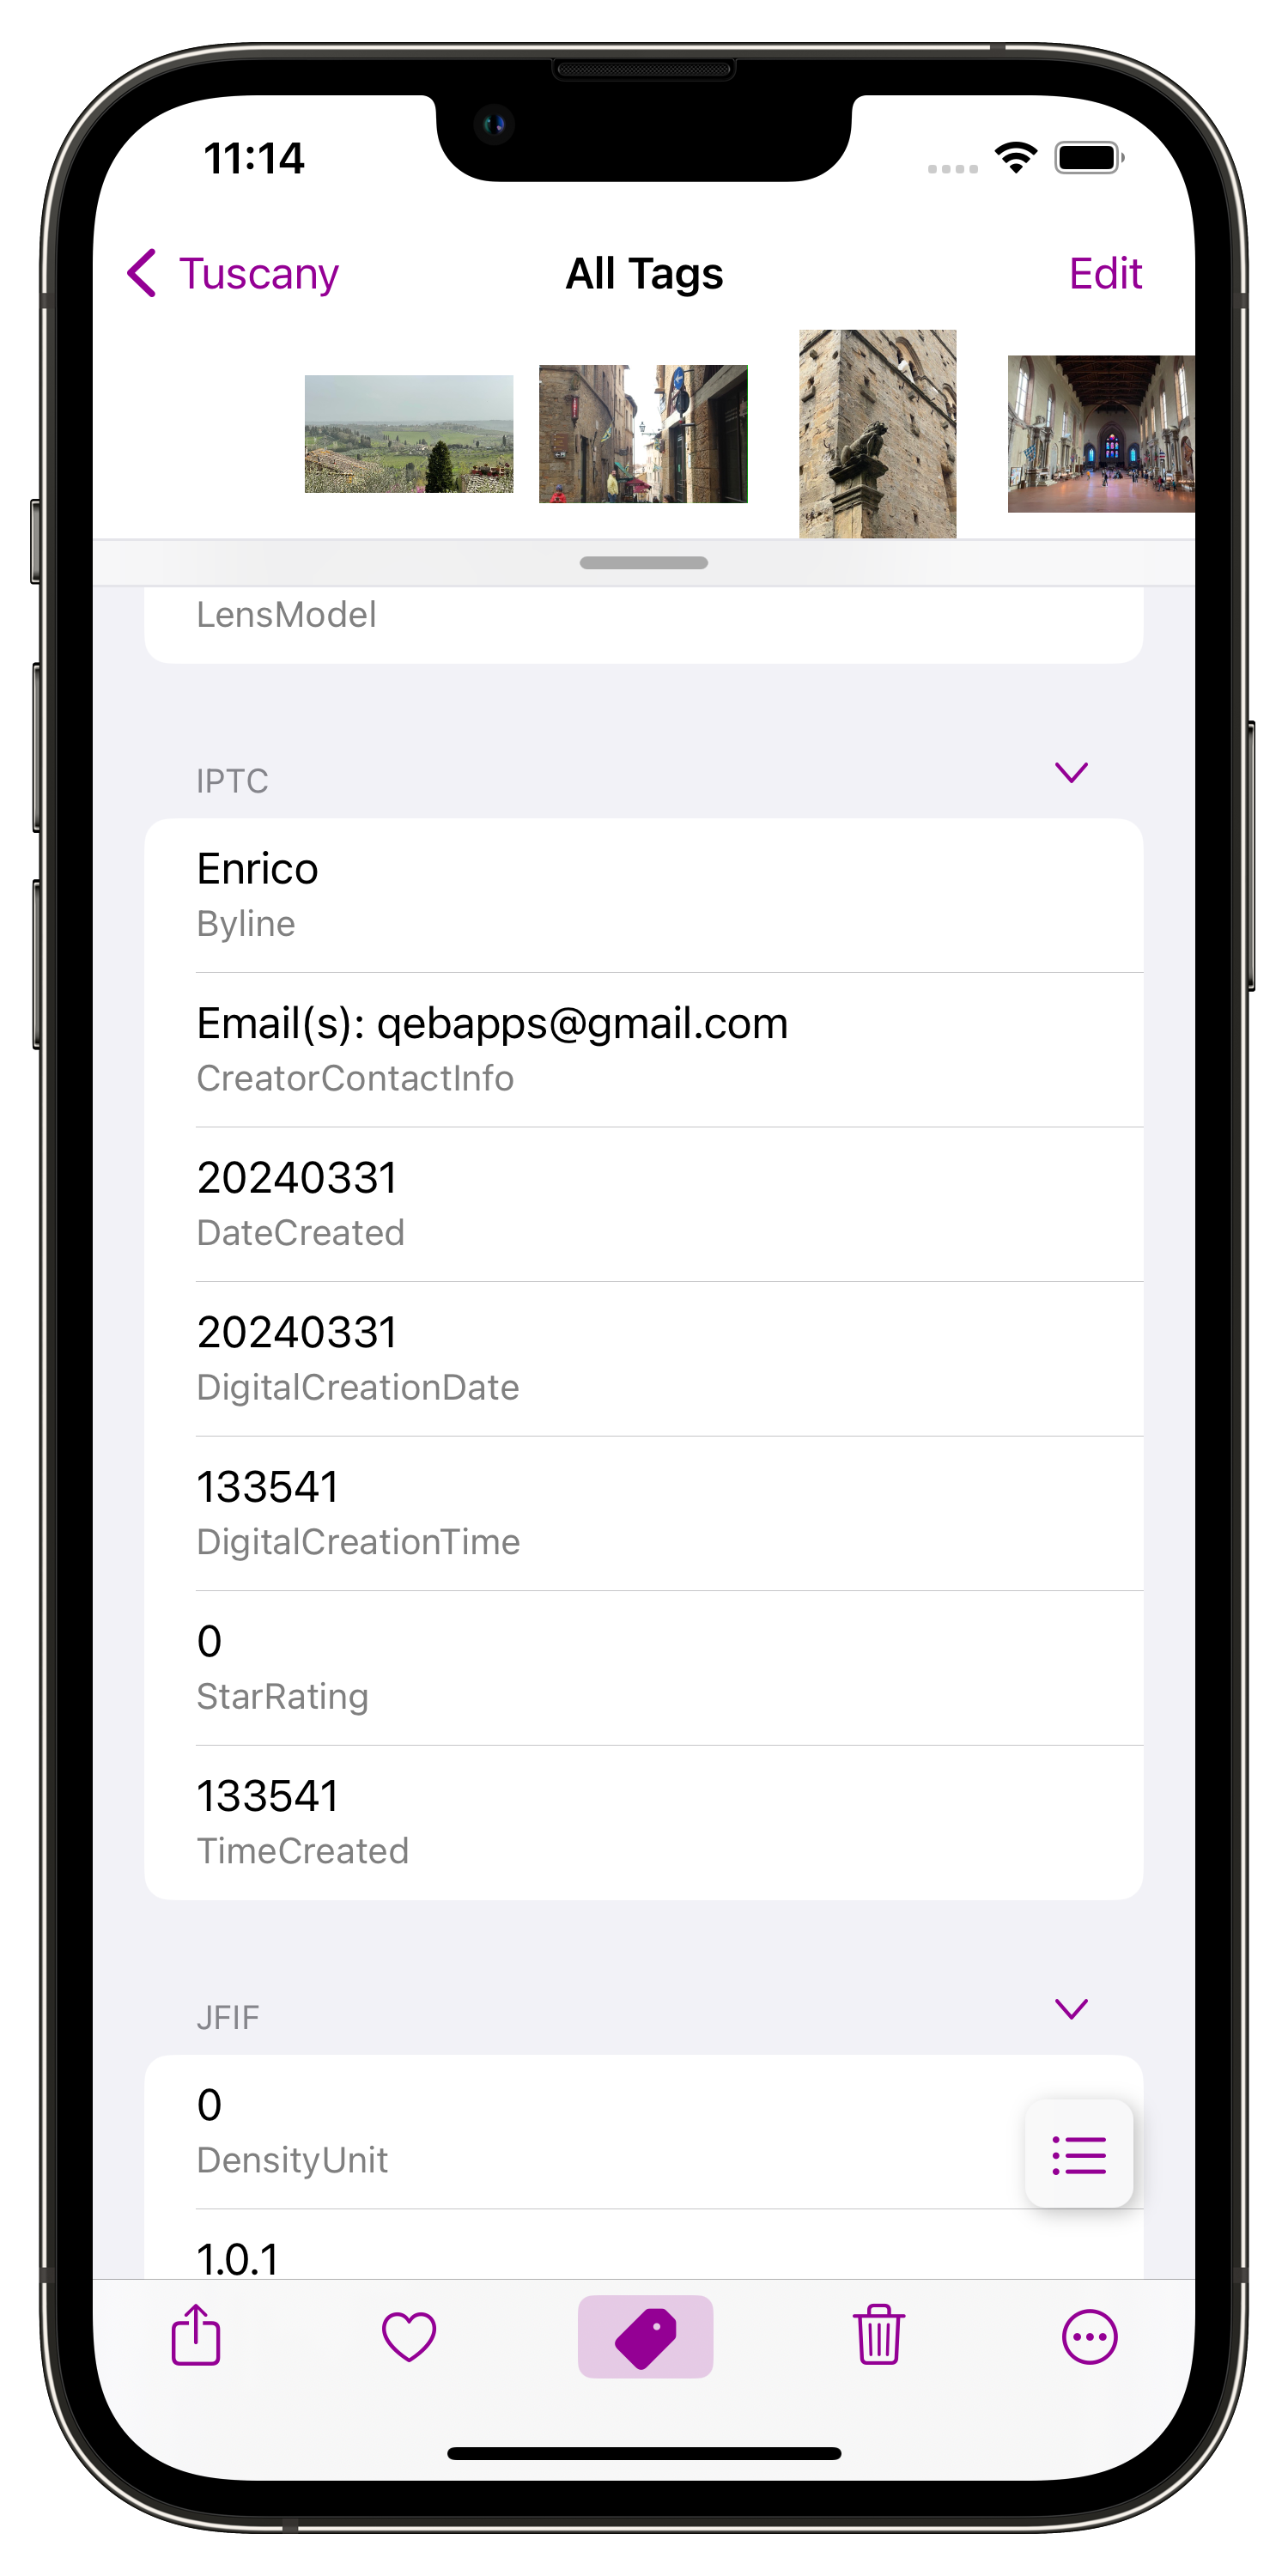 11:14
Tuscany
All Tags
Edit
LensModel
IPTC
Enrico
Byline
Email(s): qebapps@gmail.com
CreatorContactInfo
20240331
DateCreated
20240331
DigitalCreationDate
133541
DigitalCreationTime
0
StarRating
133541
TimeCreated
JFIF
0
DensityUnit
1.0.1